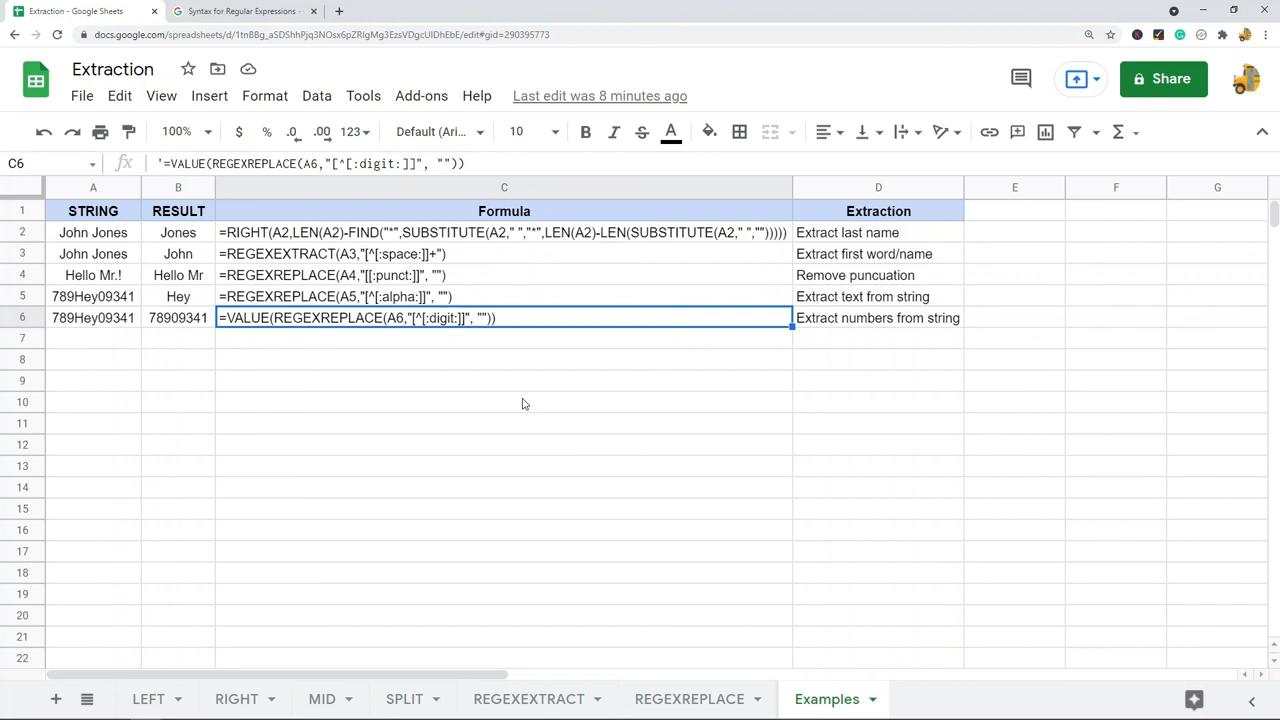 Extraction - Google Sheets
Syntax for Regular Expressions -
docs.google.com/spreadsheets/d/1tnBBg_aSDShhPjq3NOsx6pZRIgMg3EzsVDgcUIDhEbE/edit#gid=290395773
Extraction
File Edit View Insert Format Data Tools Add-ons Help Last edit was 8 minutes ago
Share
100% $ % .0 .00 123 Default (Ari... 10 B I S A
C6 fx '=VALUE(REGEXREPLACE(A6,"[^[:digit:]]", ""))
A B C D E F G
1 STRING RESULT Formula Extraction
2 John Jones Jones =RIGHT(A2,LEN(A2)-FIND("*",SUBSTITUTE(A2," ","*",LEN(A2)-LEN(SUBSTITUTE(A2," ",""))))) Extract last name
3 John Jones John =REGEXEXTRACT(A3,"[^[:space:]]+") Extract first word/name
4 Hello Mr.! Hello Mr =REGEXREPLACE(A4,"[[:punct:]]", "") Remove puncuation
5 789Hey09341 Hey =REGEXREPLACE(A5,"[^[:alpha:]]", "") Extract text from string
6 789Hey09341 78909341 =VALUE(REGEXREPLACE(A6,"[^[:digit:]]", "")) Extract numbers from string
7
8
9
10
11
12
13
14
15
16
17
18
19
20
21
22
LEFT RIGHT MID SPLIT REGEXEXTRACT REGEXREPLACE Examples